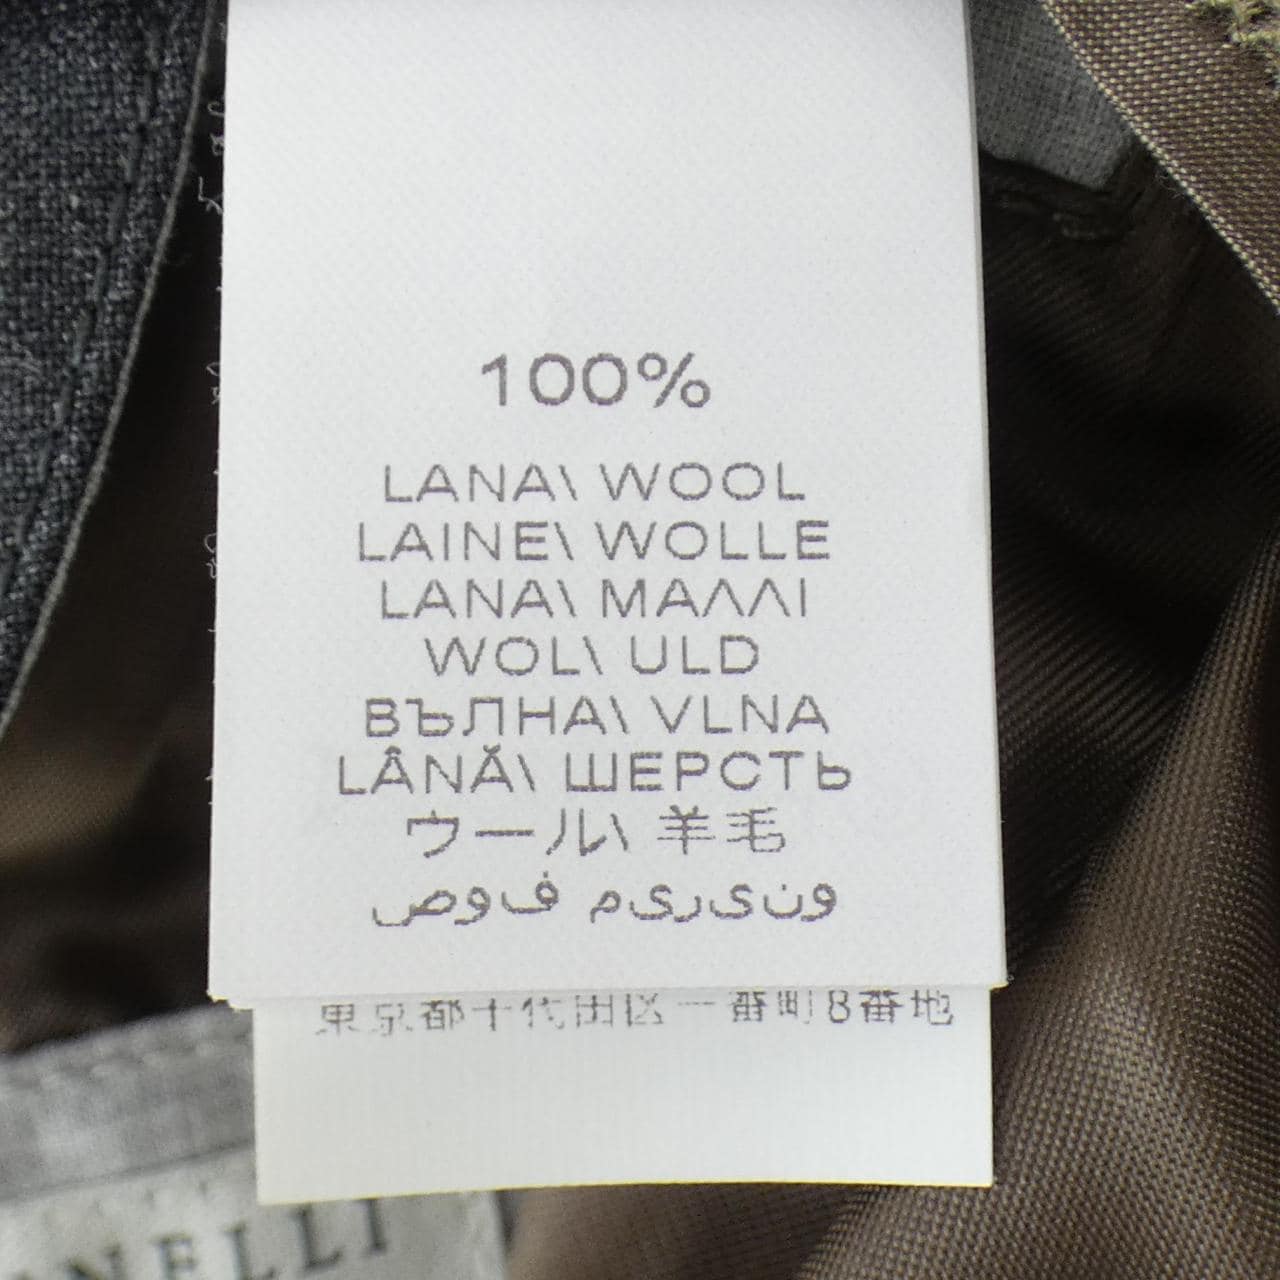 100%
LANA\ WOOL
LAINE\ WOLLE
LANA\ ΜΑΛΛΙ
WOL\ ULD
ВЪЛНА\ VLNA
LÂNĂ\ ШЕРСТЬ
ウール\ 羊毛
ونيريم فوص
東京都千代田区一番町8番地
NELLI